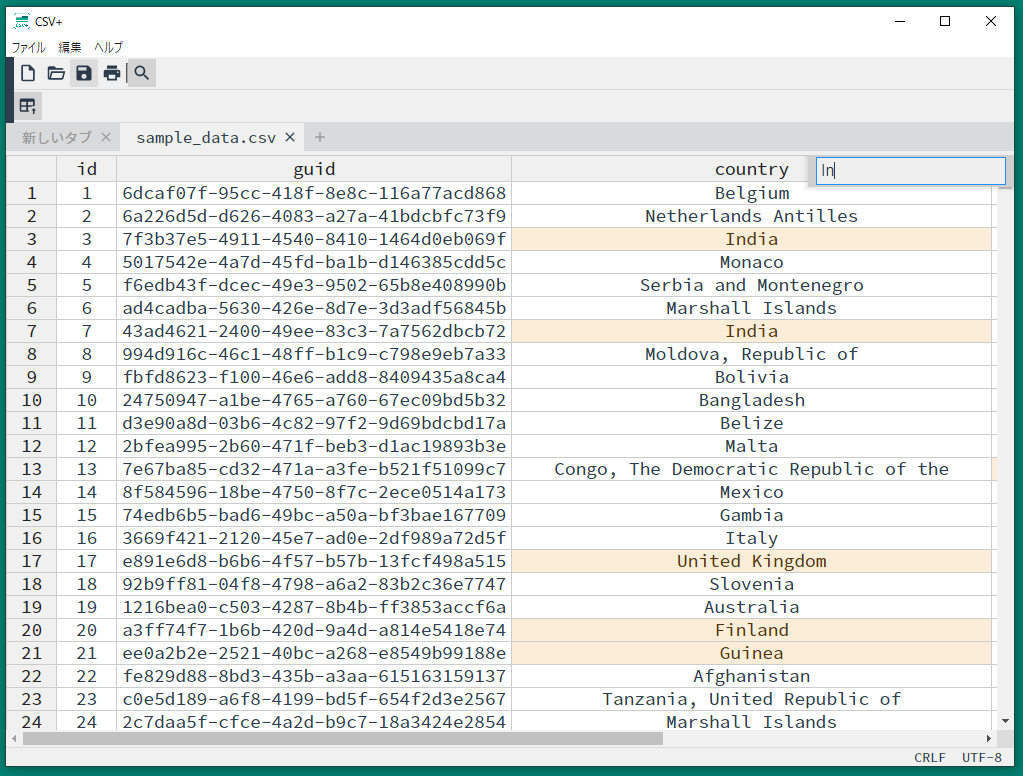 CSV+
ファイル 編集 ヘルプ
新しいタブ × sample_data.csv × +
id guid country In
1 1 6dcaf07f-95cc-418f-8e8c-116a77acd868 Belgium
2 2 6a226d5d-d626-4083-a27a-41bdcbfc73f9 Netherlands Antilles
3 3 7f3b37e5-4911-4540-8410-1464d0eb069f India
4 4 5017542e-4a7d-45fd-ba1b-d146385cdd5c Monaco
5 5 f6edb43f-dcec-49e3-9502-65b8e408990b Serbia and Montenegro
6 6 ad4cadba-5630-426e-8d7e-3d3adf56845b Marshall Islands
7 7 43ad4621-2400-49ee-83c3-7a7562dbcb72 India
8 8 994d916c-46c1-48ff-b1c9-c798e9eb7a33 Moldova, Republic of
9 9 fbfd8623-f100-46e6-add8-8409435a8ca4 Bolivia
10 10 24750947-a1be-4765-a760-67ec09bd5b32 Bangladesh
11 11 d3e90a8d-03b6-4c82-97f2-9d69bdcbd17a Belize
12 12 2bfea995-2b60-471f-beb3-d1ac19893b3e Malta
13 13 7e67ba85-cd32-471a-a3fe-b521f51099c7 Congo, The Democratic Republic of the
14 14 8f584596-18be-4750-8f7c-2ece0514a173 Mexico
15 15 74edb6b5-bad6-49bc-a50a-bf3bae167709 Gambia
16 16 3669f421-2120-45e7-ad0e-2df989a72d5f Italy
17 17 e891e6d8-b6b6-4f57-b57b-13fcf498a515 United Kingdom
18 18 92b9ff81-04f8-4798-a6a2-83b2c36e7747 Slovenia
19 19 1216bea0-c503-4287-8b4b-ff3853accf6a Australia
20 20 a3ff74f7-1b6b-420d-9a4d-a814e5418e74 Finland
21 21 ee0a2b2e-2521-40bc-a268-e8549b99188e Guinea
22 22 fe829d88-8bd3-435b-a3aa-615163159137 Afghanistan
23 23 c0e5d189-a6f8-4199-bd5f-654f2d3e2567 Tanzania, United Republic of
24 24 2c7daa5f-cfce-4a2d-b9c7-18a3424e2854 Marshall Islands
CRLF UTF-8